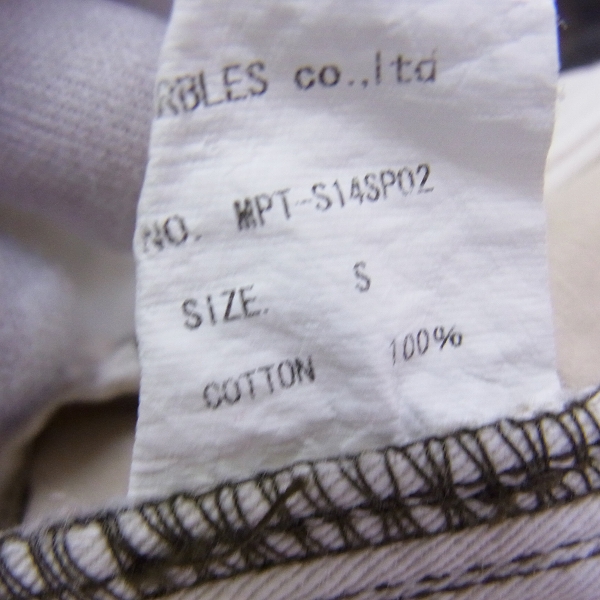 RBLES co.,ltd
NO. MPT-S14SP02
SIZE. S
COTTON 100%